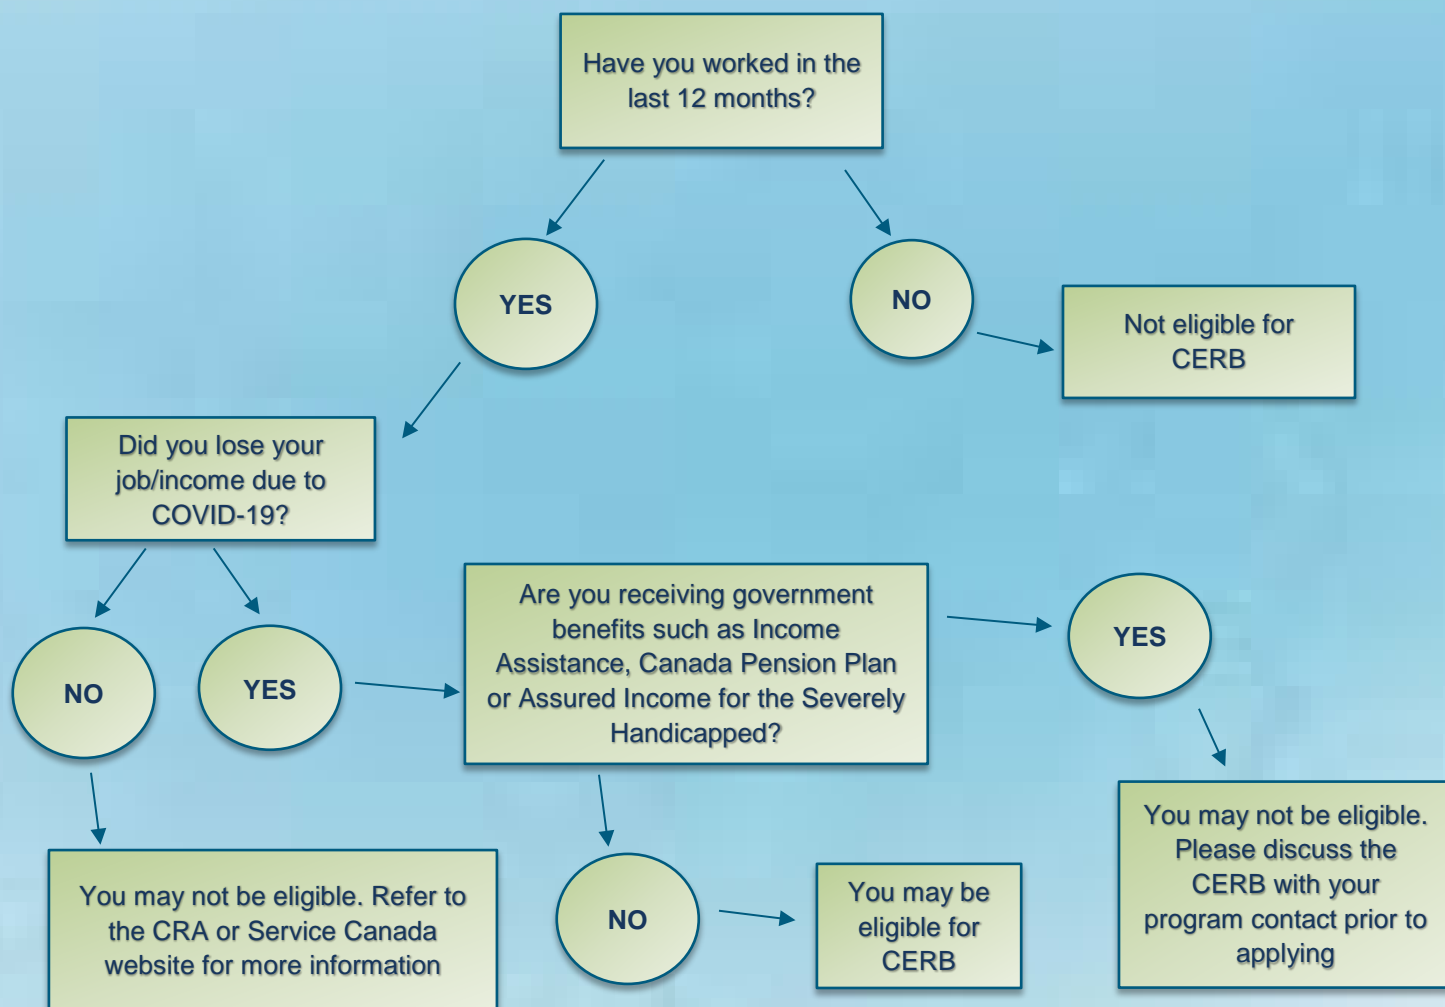 Have you worked in the
last 12 months?
YES
NO
Not eligible for
CERB
Did you lose your
job/income due to
COVID-19?
NO
YES
Are you receiving government
benefits such as Income
Assistance, Canada Pension Plan
or Assured Income for the Severely
Handicapped?
YES
You may not be eligible. Refer to
the CRA or Service Canada
website for more information
NO
You may be
eligible for
CERB
You may not be eligible.
Please discuss the
CERB with your
program contact prior to
applying